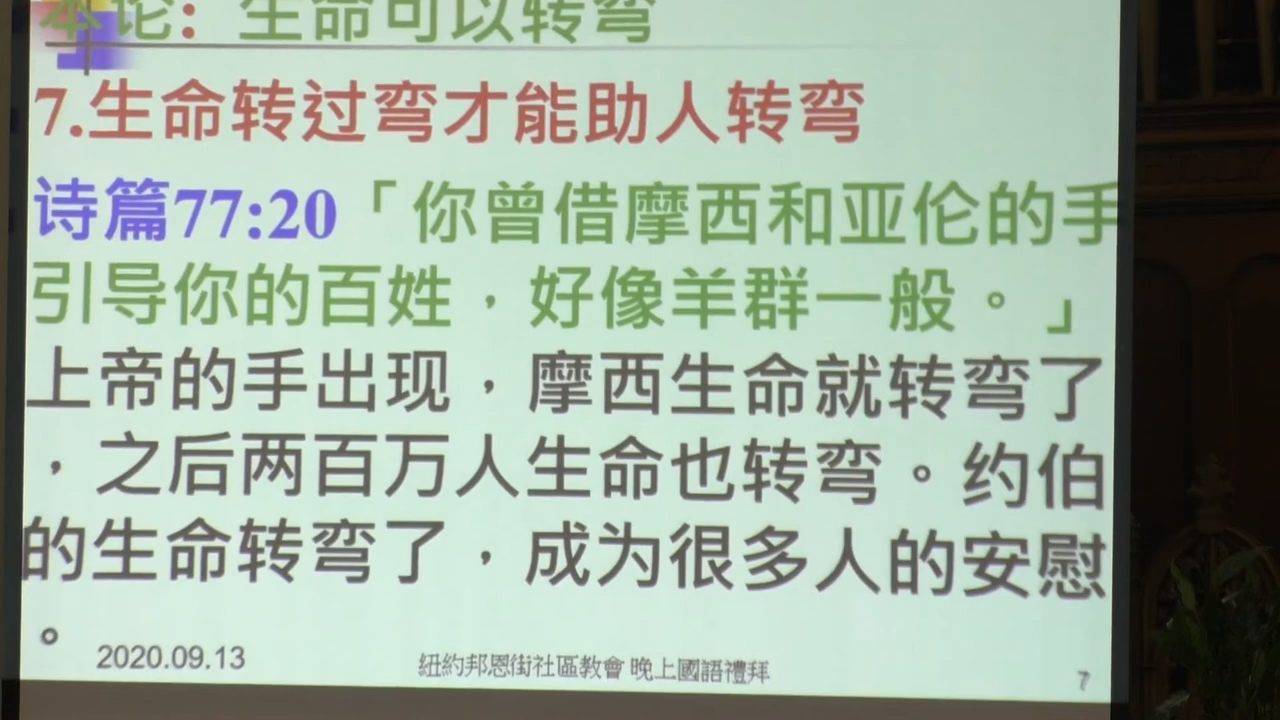 本论：生命可以转弯
7.生命转过弯才能助人转弯
诗篇77:20「你曾借摩西和亚伦的手
引导你的百姓，好像羊群一般。」
上帝的手出现，摩西生命就转弯了
，之后两百万人生命也转弯。约伯
的生命转弯了，成为很多人的安慰
。
2020.09.13 紐約邦恩街社區教會 晚上國語禮拜 7